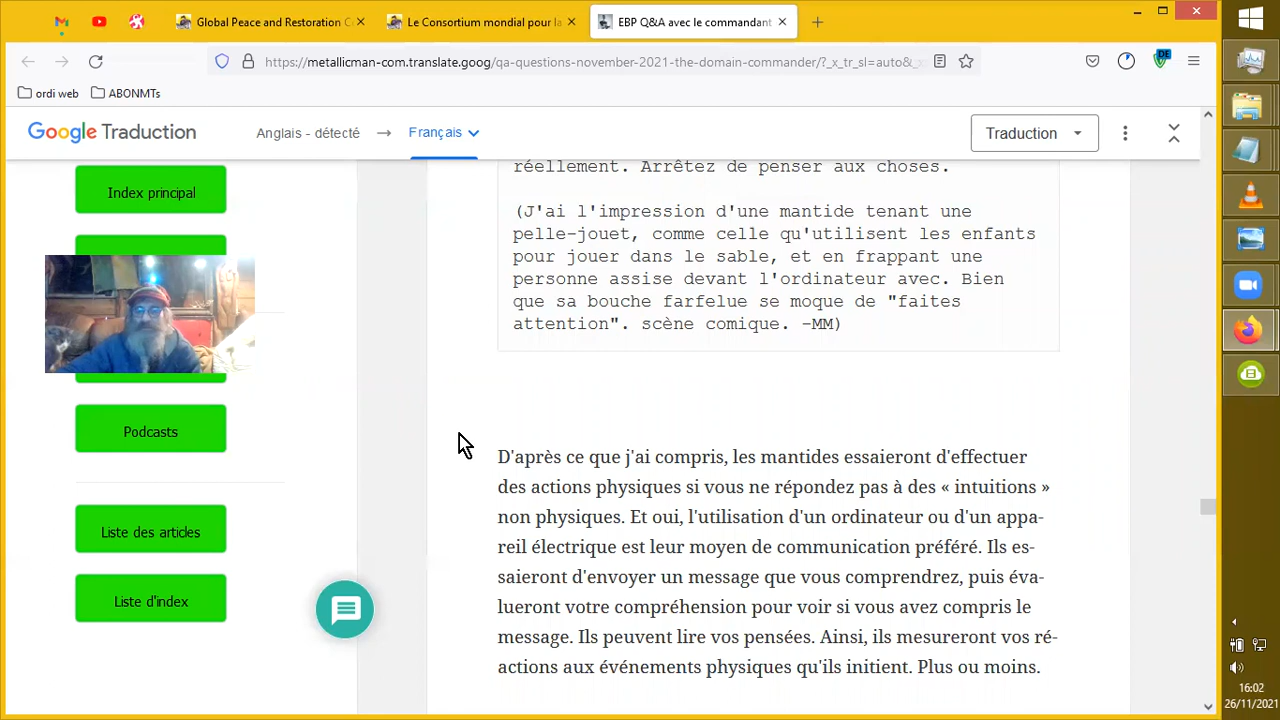 Global Peace and Restoration C
Le Consortium mondial pour la
EBP Q&A avec le commandant
https://metallicman-com.translate.goog/qa-questions-november-2021-the-domain-commander/?_x_tr_sl=auto&_x
DE
ordi web
ABONMTs
Google Traduction
Anglais - détecté
Français
Traduction
Index principal
Podcasts
Liste des articles
Liste d'index
réellement. Arrêtez de penser aux choses.
(J'ai l'impression d'une mantide tenant une
pelle-jouet, comme celle qu'utilisent les enfants
pour jouer dans le sable, et en frappant une
personne assise devant l'ordinateur avec. Bien
que sa bouche farfelue se moque de "faites
attention". scène comique. -MM)
D'après ce que j'ai compris, les mantides essaieront d'effectuer
des actions physiques si vous ne répondez pas à des « intuitions »
non physiques. Et oui, l'utilisation d'un ordinateur ou d'un appa-
reil électrique est leur moyen de communication préféré. Ils es-
saieront d'envoyer un message que vous comprendrez, puis éva-
lueront votre compréhension pour voir si vous avez compris le
message. Ils peuvent lire vos pensées. Ainsi, ils mesureront vos ré-
actions aux événements physiques qu'ils initient. Plus ou moins.
16:02
26/11/2021